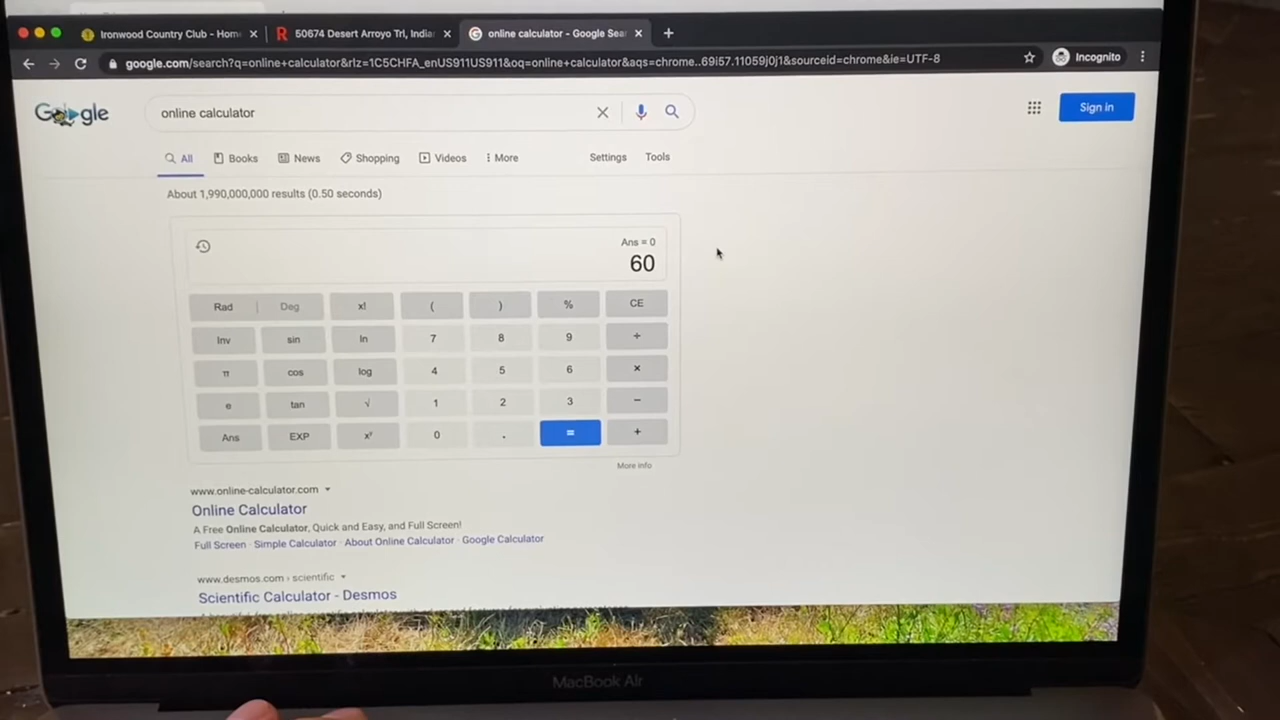 Ironwood Country Club - Home
50674 Desert Arroyo Trl, India
online calculator - Google Sear
google.com/search?q=online+calculator&rlz=1C5CHFA_enUS911US911&oq=online+calculator&aqs=chrome..69i57.11059j0j1&sourceid=chrome&ie=UTF-8
Incognito
Google
online calculator
Sign in
All
Books
News
Shopping
Videos
More
Settings
Tools
About 1,990,000,000 results (0.50 seconds)
Ans = 0
60
Rad | Deg x! ( ) % CE
Inv sin ln 7 8 9 ÷
π cos log 4 5 6 ×
e tan √ 1 2 3 −
Ans EXP xʸ 0 . = +
More info
www.online-calculator.com
Online Calculator
A Free Online Calculator, Quick and Easy, and Full Screen!
Full Screen · Simple Calculator · About Online Calculator · Google Calculator
www.desmos.com › scientific
Scientific Calculator - Desmos
MacBook Air